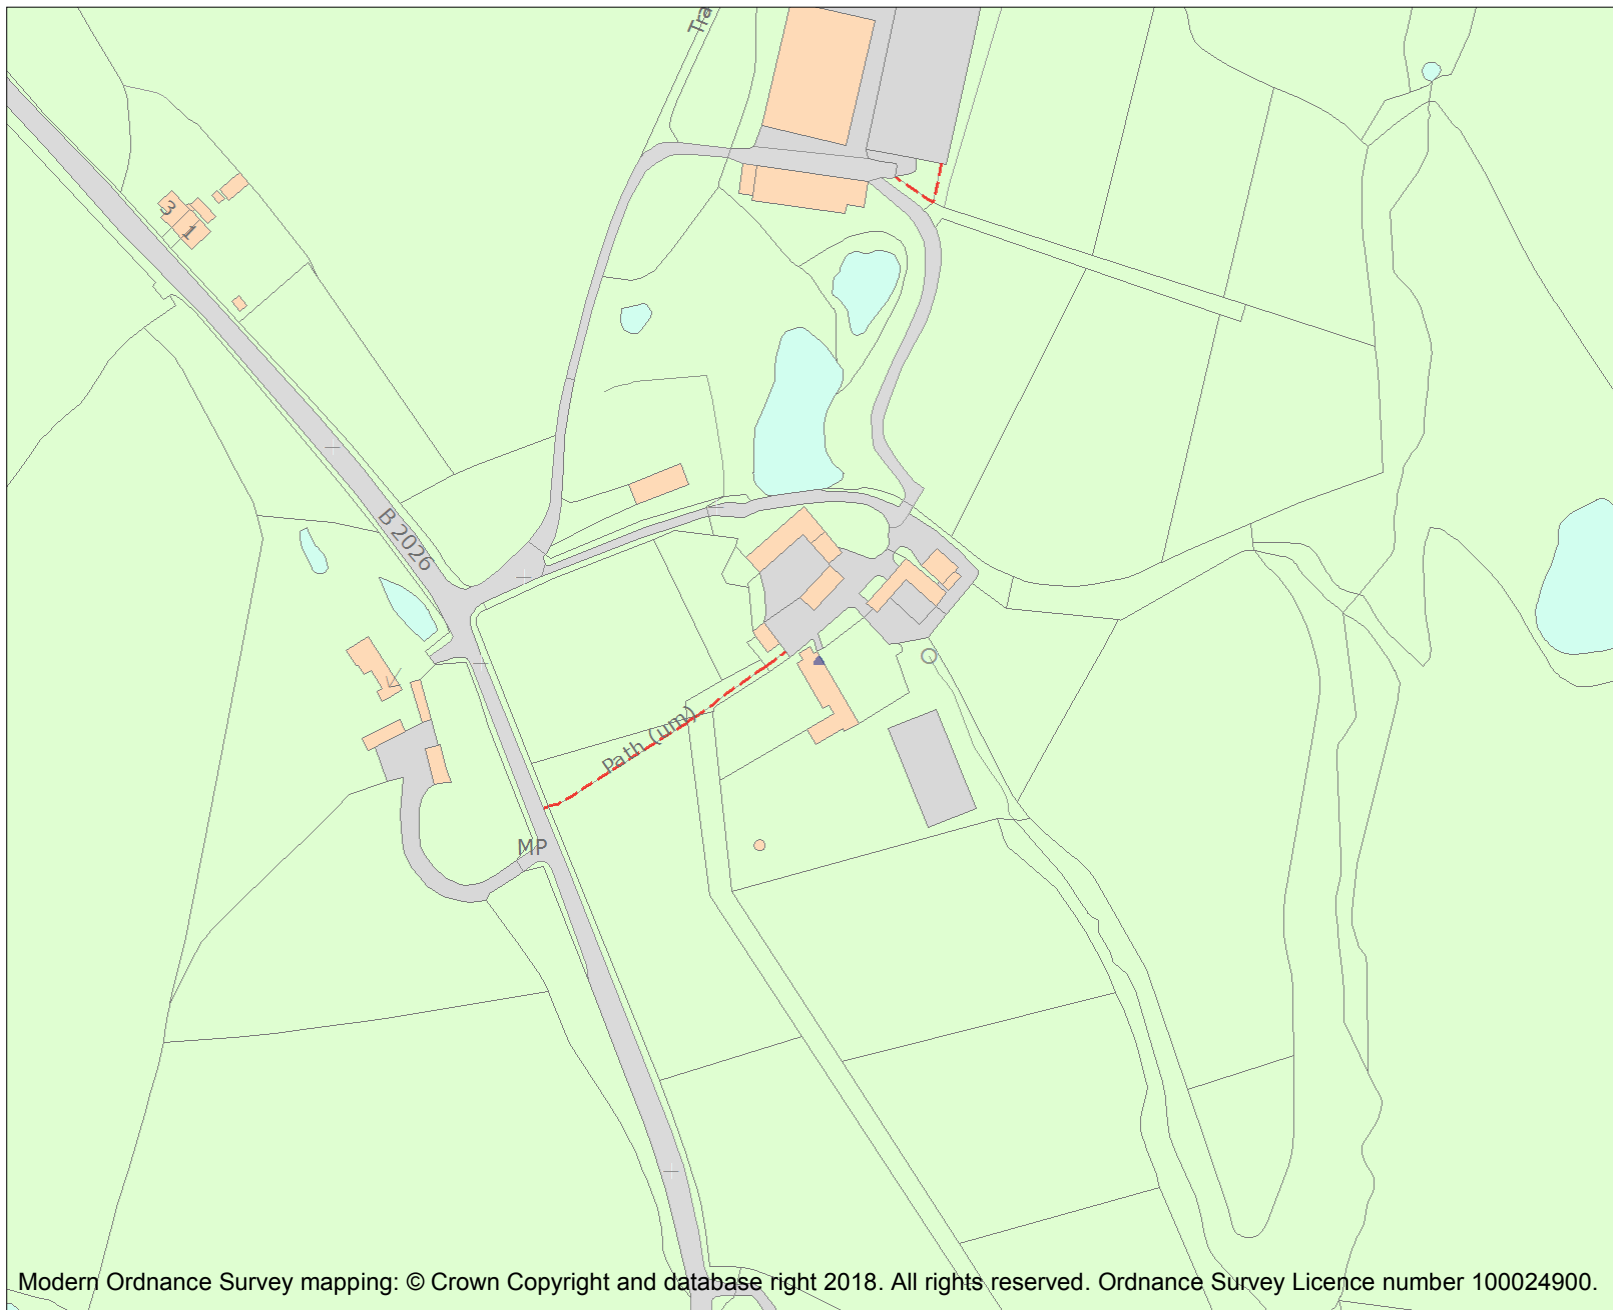 Tra
3
1
B 2026
Path (um)
MP
Modern Ordnance Survey mapping: © Crown Copyright and database right 2018. All rights reserved. Ordnance Survey Licence number 100024900.